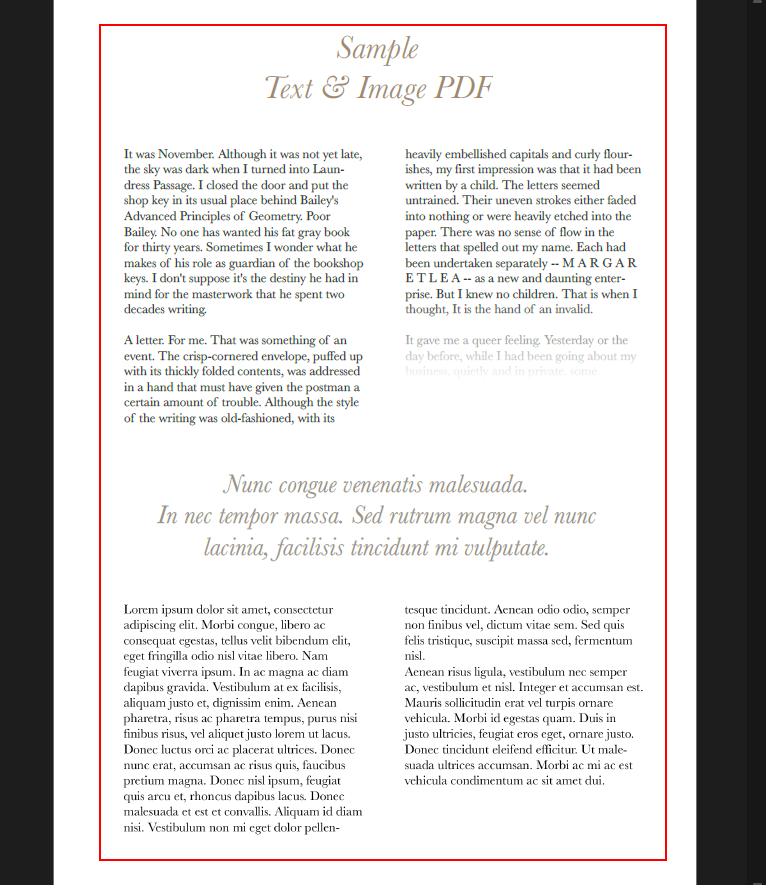 Sample
Text & Image PDF
It was November. Although it was not yet late,
the sky was dark when I turned into Laun-
dress Passage. I closed the door and put the
shop key in its usual place behind Bailey's
Advanced Principles of Geometry. Poor
Bailey. No one has wanted his fat gray book
for thirty years. Sometimes I wonder what he
makes of his role as guardian of the bookshop
keys. I don't suppose it's the destiny he had in
mind for the masterwork that he spent two
decades writing.
A letter. For me. That was something of an
event. The crisp-cornered envelope, puffed up
with its thickly folded contents, was addressed
in a hand that must have given the postman a
certain amount of trouble. Although the style
of the writing was old-fashioned, with its
heavily embellished capitals and curly flour-
ishes, my first impression was that it had been
written by a child. The letters seemed
untrained. Their uneven strokes either faded
into nothing or were heavily etched into the
paper. There was no sense of flow in the
letters that spelled out my name. Each had
been undertaken separately -- M A R G A R
E T L E A -- as a new and daunting enter-
prise. But I knew no children. That is when I
thought, It is the hand of an invalid.
It gave me a queer feeling. Yesterday or the
day before, while I had been going about my
business, quietly and in private, some
Nunc congue venenatis malesuada.
In nec tempor massa. Sed rutrum magna vel nunc
lacinia, facilisis tincidunt mi vulputate.
Lorem ipsum dolor sit amet, consectetur
adipiscing elit. Morbi congue, libero ac
consequat egestas, tellus velit bibendum elit,
eget fringilla odio nisl vitae libero. Nam
feugiat viverra ipsum. In ac magna ac diam
dapibus gravida. Vestibulum at ex facilisis,
aliquam justo et, dignissim enim. Aenean
pharetra, risus ac pharetra tempus, purus nisi
finibus risus, vel aliquet justo lorem ut lacus.
Donec luctus orci ac placerat ultrices. Donec
nunc erat, accumsan ac risus quis, faucibus
pretium magna. Donec nisl ipsum, feugiat
quis arcu et, rhoncus dapibus lacus. Donec
malesuada et est et convallis. Aliquam id diam
nisi. Vestibulum non mi eget dolor pellen-
tesque tincidunt. Aenean odio odio, semper
non finibus vel, dictum vitae sem. Sed quis
felis tristique, suscipit massa sed, fermentum
nisl.
Aenean risus ligula, vestibulum nec semper
ac, vestibulum et nisl. Integer et accumsan est.
Mauris sollicitudin erat vel turpis ornare
vehicula. Morbi id egestas quam. Duis in
justo ultricies, feugiat eros eget, ornare justo.
Donec tincidunt eleifend efficitur. Ut male-
suada ultrices accumsan. Morbi ac mi ac est
vehicula condimentum ac sit amet dui.